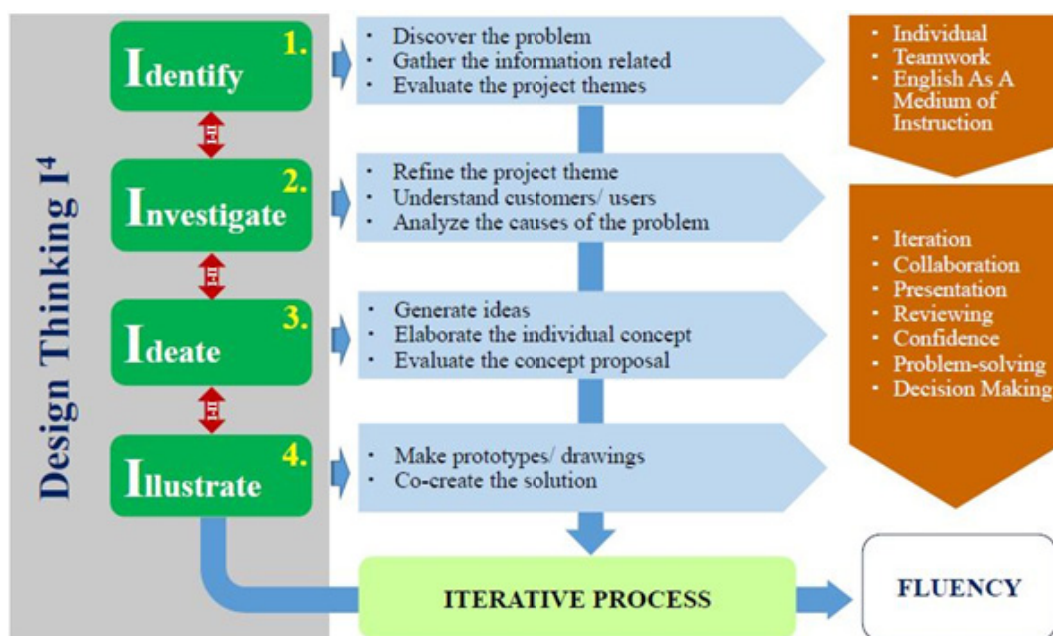 Design Thinking I⁴
1.
Identify
I-I
2.
Investigate
I-I
3.
Ideate
I-I
4.
Illustrate
· Discover the problem
· Gather the information related
· Evaluate the project themes
· Refine the project theme
· Understand customers/ users
· Analyze the causes of the problem
· Generate ideas
· Elaborate the individual concept
· Evaluate the concept proposal
· Make prototypes/ drawings
· Co-create the solution
ITERATIVE PROCESS
· Individual
· Teamwork
· English As A
Medium of
Instruction
· Iteration
· Collaboration
· Presentation
· Reviewing
· Confidence
· Problem-solving
· Decision Making
FLUENCY